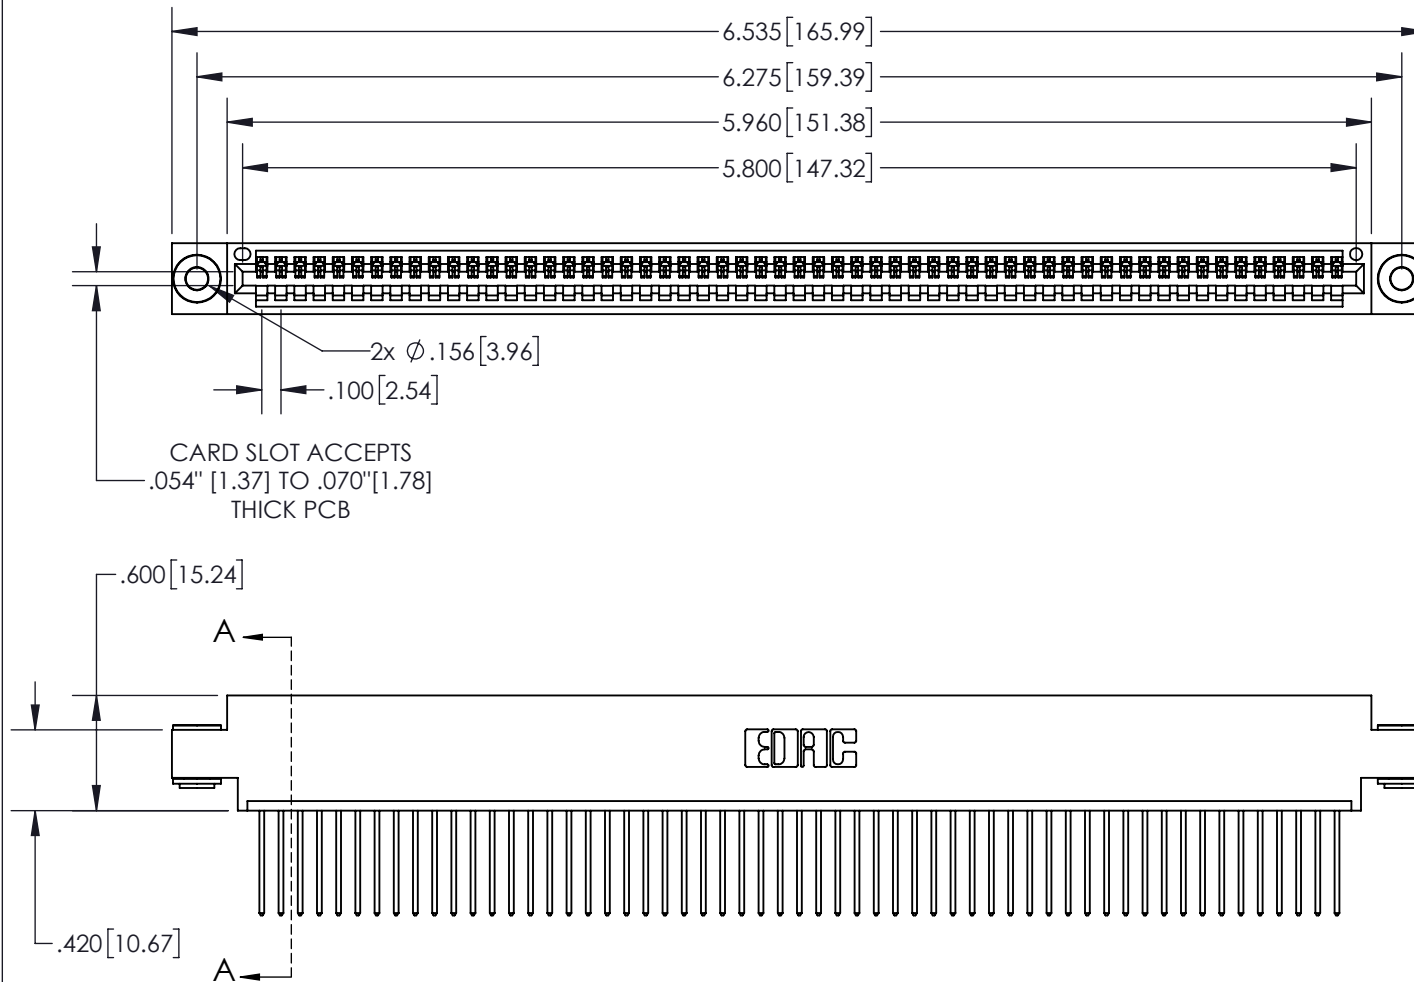 6.535[165.99]
6.275[159.39]
5.960[151.38]
5.800[147.32]
2x Ø.156[3.96]
.100[2.54]
CARD SLOT ACCEPTS
.054" [1.37] TO .070"[1.78]
THICK PCB
.600[15.24]
A
EDAC
.420[10.67]
A